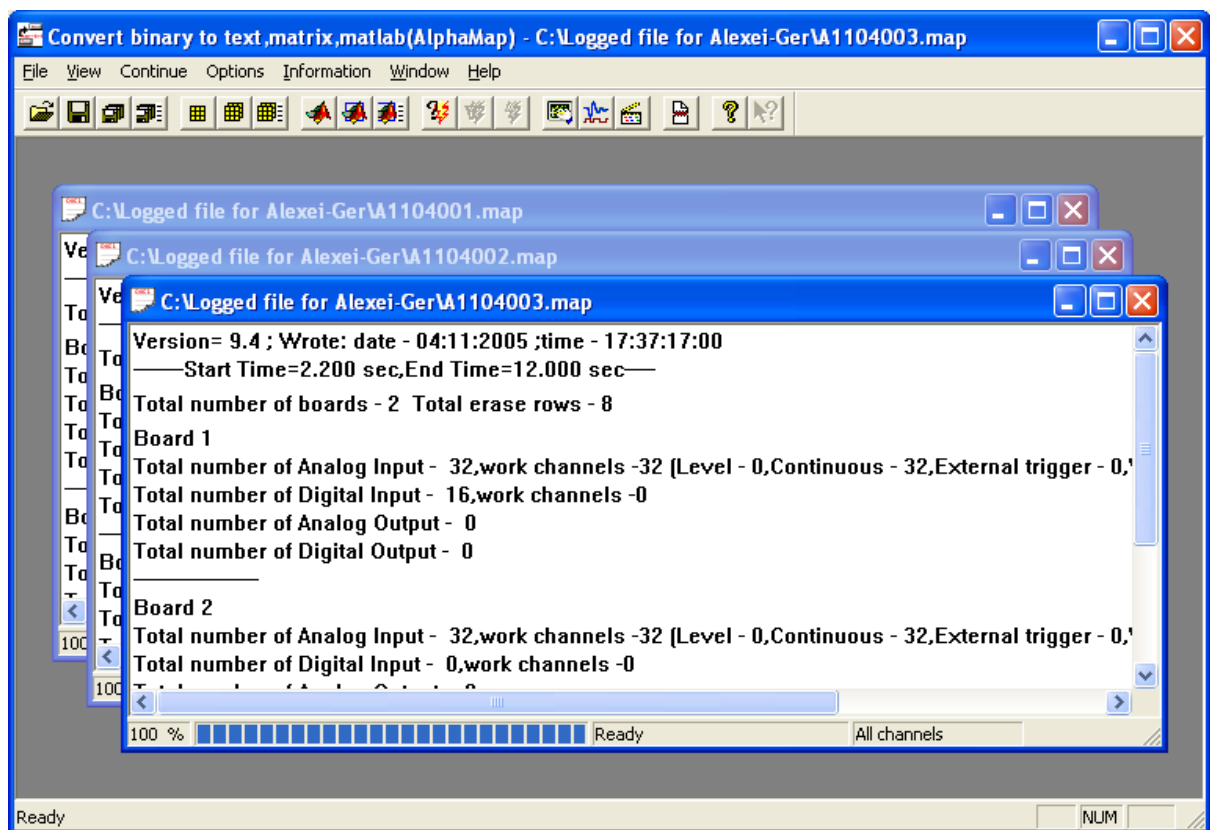 Convert binary to text,matrix,matlab(AlphaMap) - C:\Logged file for Alexei-Ger\A1104003.map
File View Continue Options Information Window Help
C:\Logged file for Alexei-Ger\A1104001.map
C:\Logged file for Alexei-Ger\A1104002.map
C:\Logged file for Alexei-Ger\A1104003.map
Version= 9.4 ; Wrote: date - 04:11:2005 ;time - 17:37:17:00
Start Time=2.200 sec,End Time=12.000 sec
Total number of boards - 2 Total erase rows - 8
Board 1
Total number of Analog Input - 32,work channels -32 (Level - 0,Continuous - 32,External trigger - 0,
Total number of Digital Input - 16,work channels -0
Total number of Analog Output - 0
Total number of Digital Output - 0
Board 2
Total number of Analog Input - 32,work channels -32 (Level - 0,Continuous - 32,External trigger - 0,
Total number of Digital Input - 0,work channels -0
100 % Ready All channels
Ready NUM